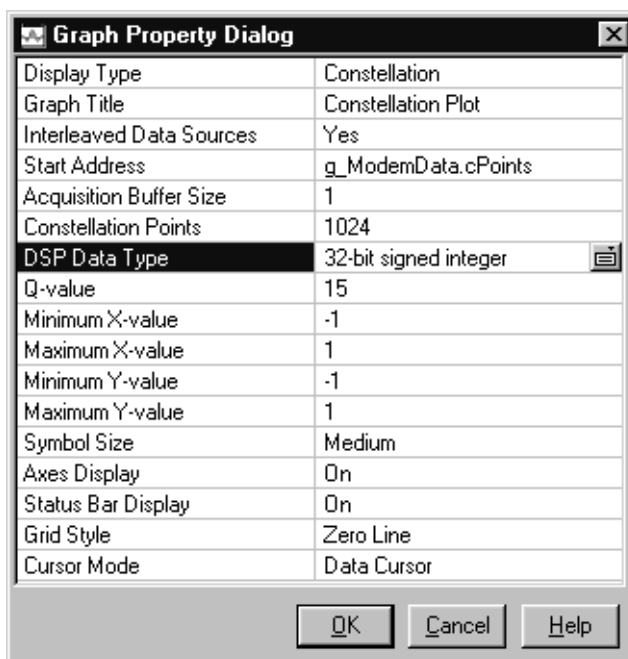 Graph Property Dialog
Display Type Constellation
Graph Title Constellation Plot
Interleaved Data Sources Yes
Start Address g_ModemData.cPoints
Acquisition Buffer Size 1
Constellation Points 1024
DSP Data Type 32-bit signed integer
Q-value 15
Minimum X-value -1
Maximum X-value 1
Minimum Y-value -1
Maximum Y-value 1
Symbol Size Medium
Axes Display On
Status Bar Display On
Grid Style Zero Line
Cursor Mode Data Cursor
OK Cancel Help